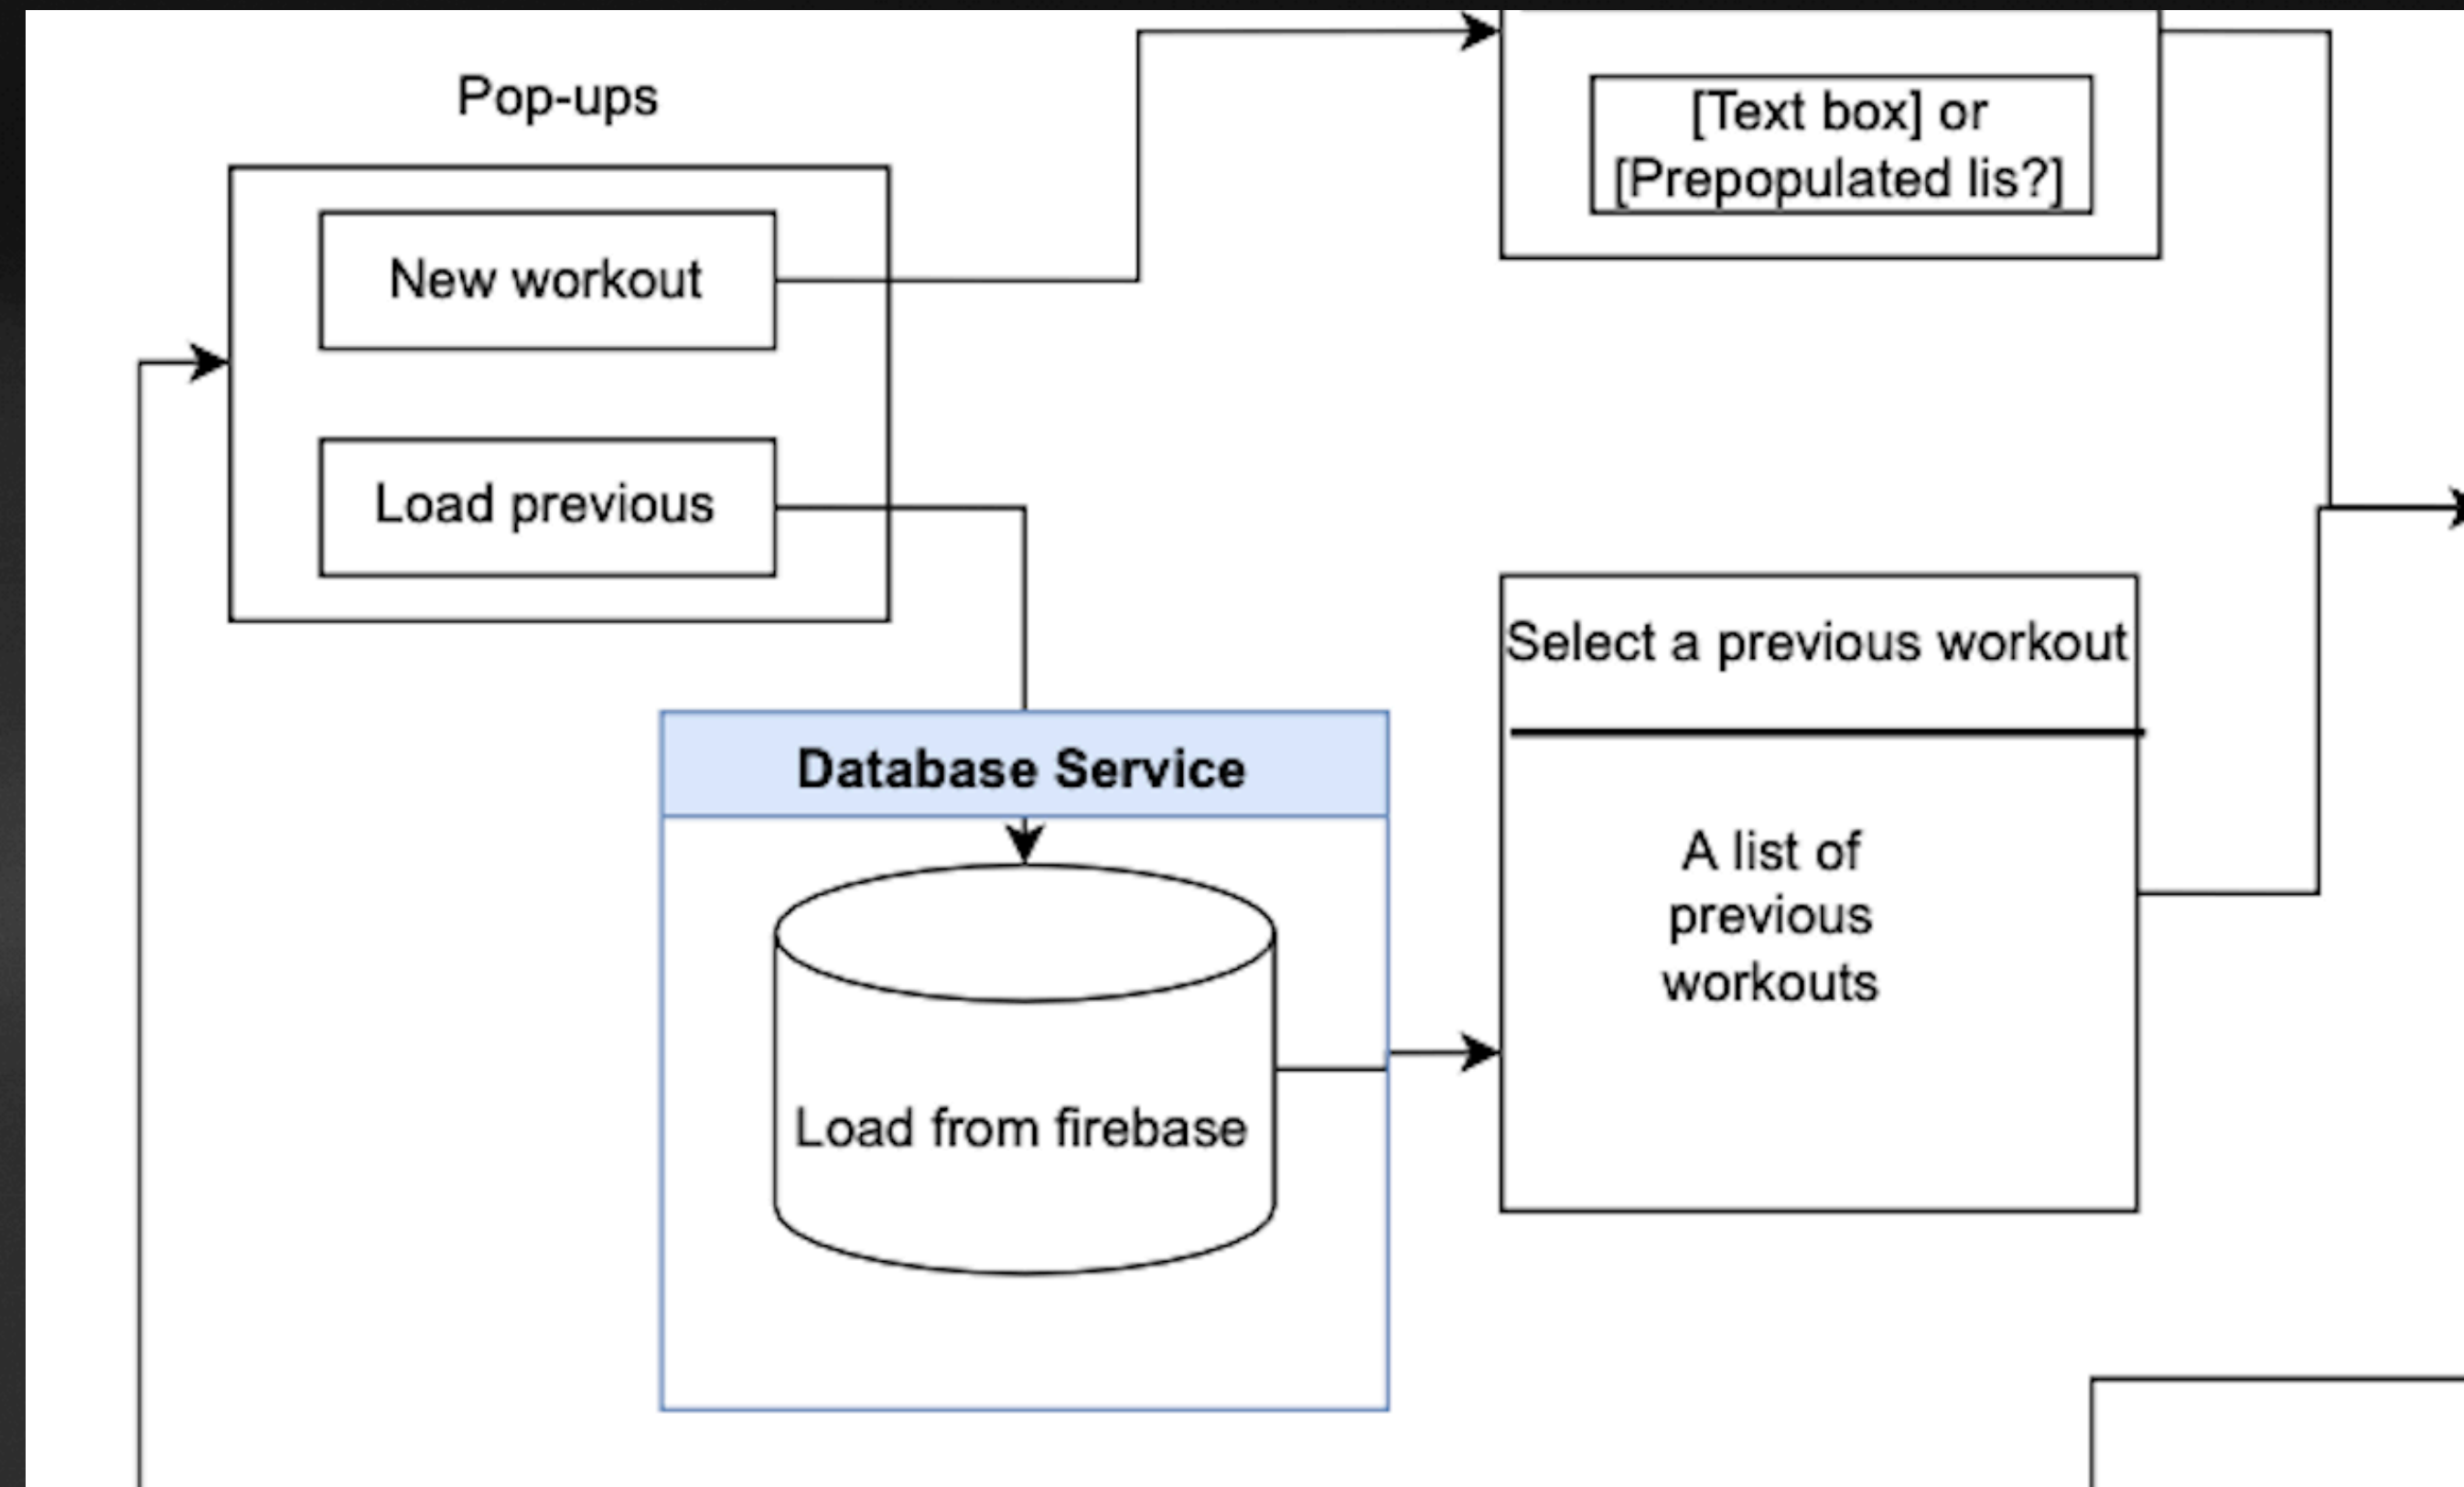 Pop-ups
New workout
Load previous
[Text box] or
[Prepopulated lis?]
Database Service
Load from firebase
Select a previous workout
A list of
previous
workouts